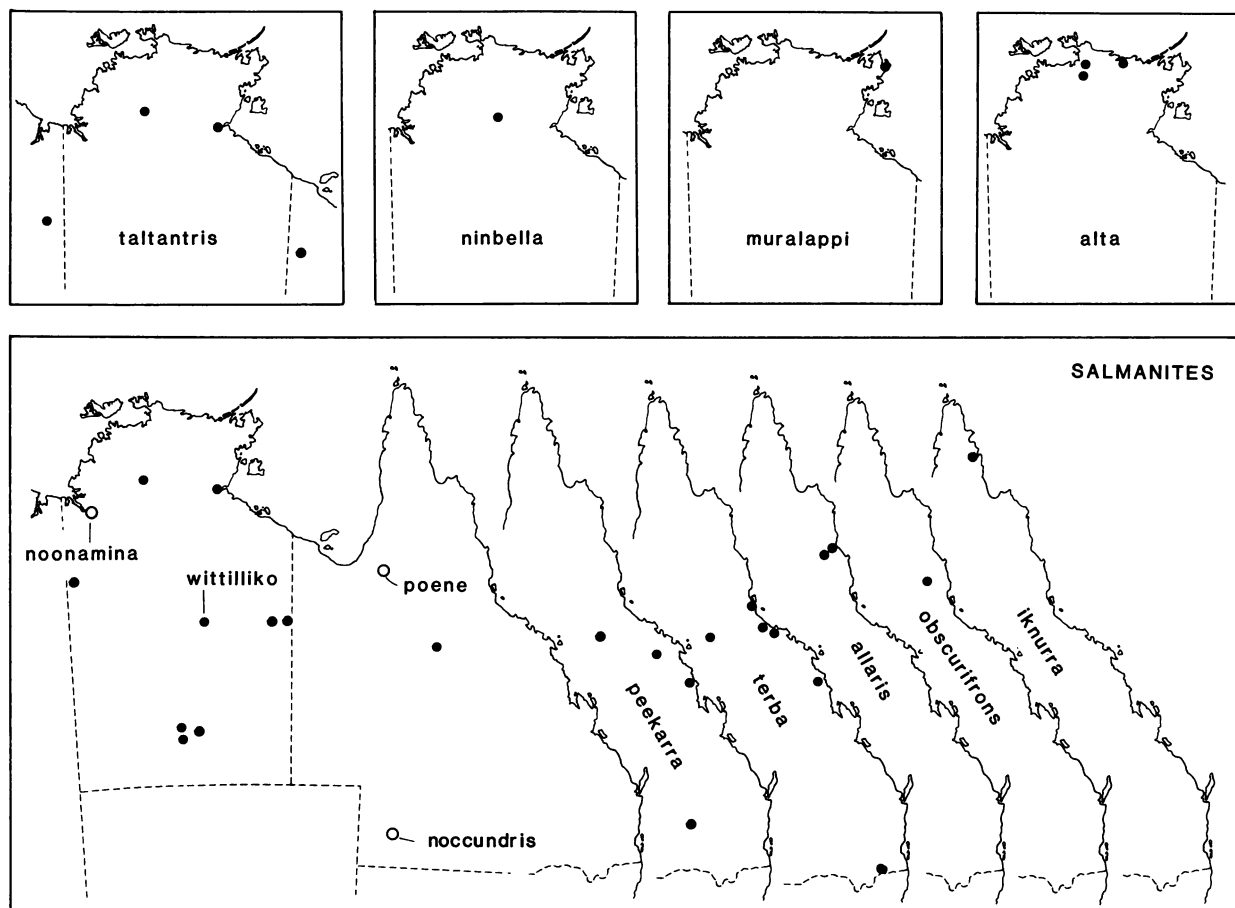 taltantris
ninbella
muralappi
alta
SALMANITES
noonamina
wittilliko
poene
noccundris
peekarra
terba
allaris
obscurifrons
iknurra